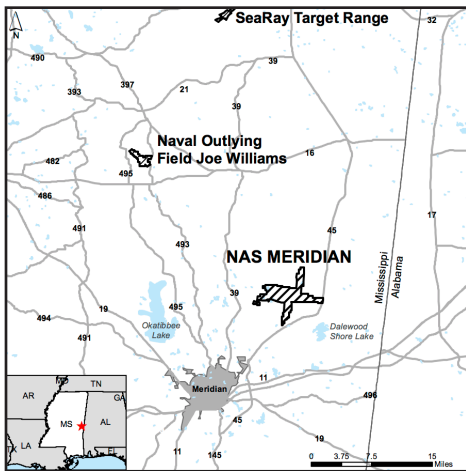 SeaRay Target Range
32
N
490
39
397
393
21
39
Naval Outlying
Field Joe Williams
16
482
495
486
17
491
45
493
NAS MERIDIAN
Mississippi
Alabama
39
495
19
494
Okatibbee
Lake
Dalewood
Shore Lake
491
MO
TN
11
GA
AR
Meridian
496
MS
AL
45
TX
LA
19
FL
11
145
0 3.75 7.5 15
Miles